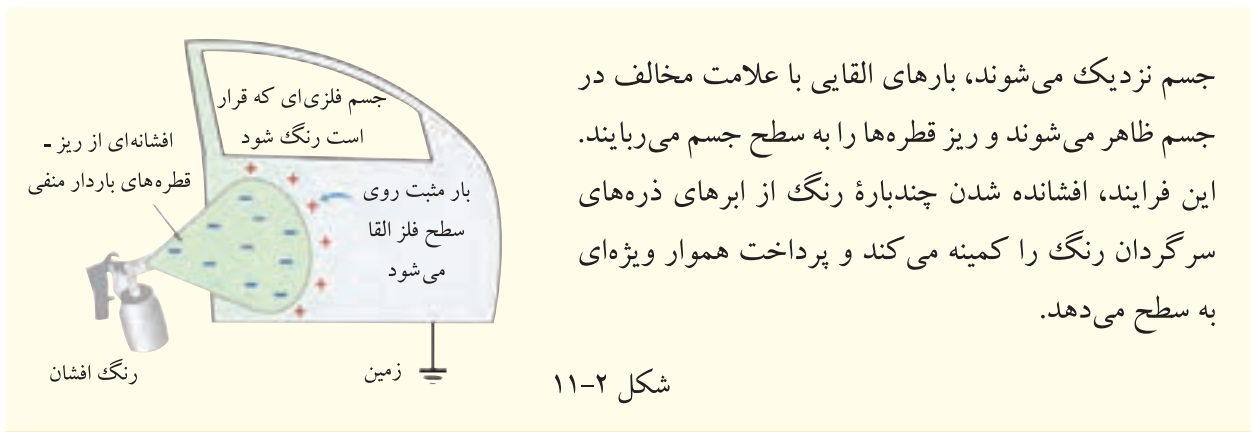 جسم نزدیک می‌شوند، بارهای القایی با علامت مخالف در
جسم ظاهر می‌شوند و ریز قطره‌ها را به سطح جسم می‌ربایند.
این فرایند، افشانده شدن چندبارهٔ رنگ از ابرهای ذره‌های
سرگردان رنگ را کمینه می‌کند و پرداخت هموار ویژه‌ای
به سطح می‌دهد.
شکل ۲–۱۱
جسم فلزی‌ای که قرار
است رنگ شود
افشانه‌ای از ریز -
قطره‌های باردار منفی
بار مثبت روی
سطح فلز القا
می‌شود
زمین
رنگ افشان